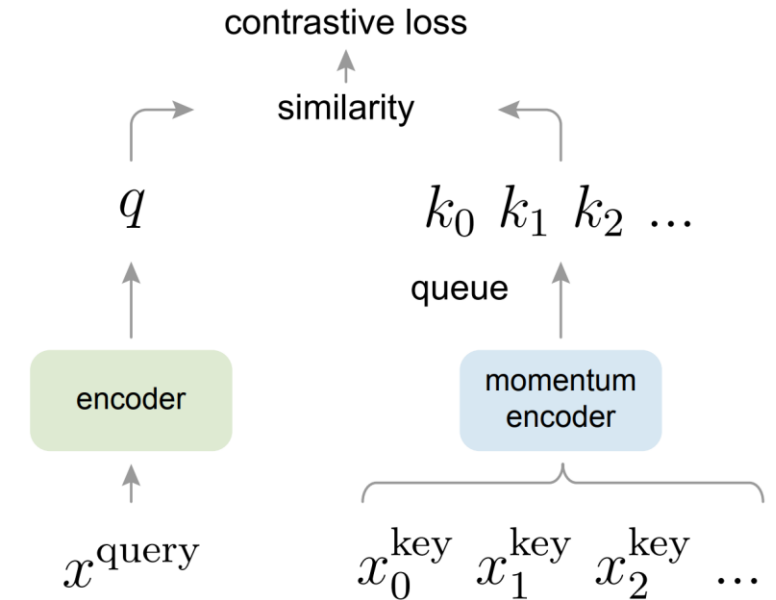 contrastive loss
similarity
q k₀ k₁ k₂ ...
queue
encoder
momentum
encoder
x^query x₀^key x₁^key x₂^key ...